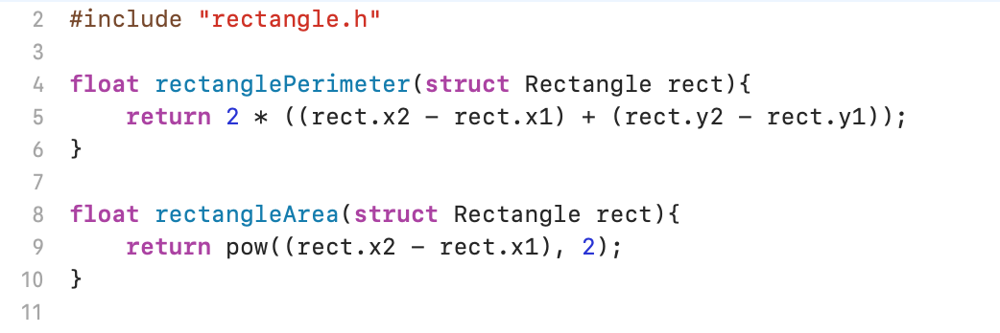 2 #include "rectangle.h"
3
4 float rectanglePerimeter(struct Rectangle rect){
5     return 2 * ((rect.x2 - rect.x1) + (rect.y2 - rect.y1));
6 }
7
8 float rectangleArea(struct Rectangle rect){
9     return pow((rect.x2 - rect.x1), 2);
10 }
11